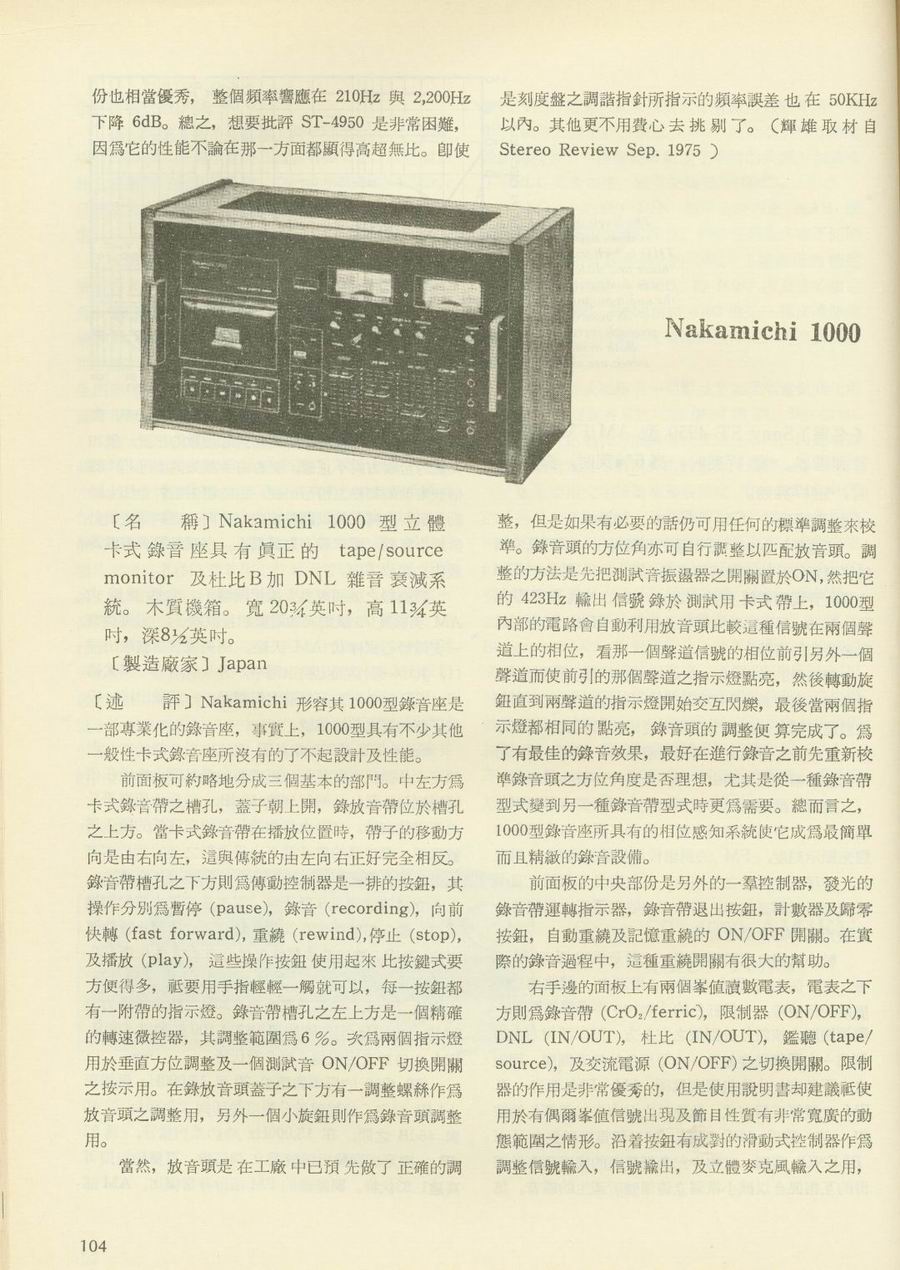 份也相當優秀， 整個頻率響應在 210Hz 與 2,200Hz
下降 6dB。總之，想要批評 ST-4950 是非常困難，
因爲它的性能不論在那一方面都顯得高超無比。卽使
是刻度盤之調諧指針所指示的頻率誤差也在 50KHz
以內。其他更不用費心去挑剔了。（輝雄取材自
Stereo Review Sep. 1975 ）
Nakamichi 1000
〔名　　稱〕Nakamichi 1000 型立體
卡式錄音座具有眞正的 tape/source
monitor 及杜比B加 DNL 雜音衰減系
統。木質機箱。寬20¾英吋，高11¾英
吋，深8½英吋。
〔製造廠家〕Japan
〔述　　評〕Nakamichi 形容其1000型錄音座是
一部專業化的錄音座，事實上，1000型具有不少其他
一般性卡式錄音座所沒有的了不起設計及性能。
前面板可約略地分成三個基本的部門。中左方爲
卡式錄音帶之槽孔，蓋子朝上開，錄放音帶位於槽孔
之上方。當卡式錄音帶在播放位置時，帶子的移動方
向是由右向左，這與傳統的由左向右正好完全相反。
錄音帶槽孔之下方則爲傳動控制器是一排的按鈕，其
操作分別爲暫停 (pause)，錄音 (recording)，向前
快轉 (fast forward)，重繞 (rewind)，停止 (stop)，
及播放 (play)， 這些操作按鈕使用起來比按鍵式要
方便得多，祇要用手指輕輕一觸就可以，每一按鈕都
有一附帶的指示燈。錄音帶槽孔之左上方是一個精確
的轉速微控器，其調整範圍爲6％。次爲兩個指示燈
用於垂直方位調整及一個測試音 ON/OFF 切換開關
之按示用。在錄放音頭蓋子之下方有一調整螺絲作爲
放音頭之調整用，另外一個小旋鈕則作爲錄音頭調整
用。
當然，放音頭是在工廠中已預先做了正確的調
整，但是如果有必要的話仍可用任何的標準調整來校
準。錄音頭的方位角亦可自行調整以匹配放音頭。調
整的方法是先把測試音振盪器之開關置於ON，然把它
的 423Hz 輸出信號錄於測試用卡式帶上，1000型
內部的電路會自動利用放音頭比較這種信號在兩個聲
道上的相位，看那一個聲道信號的相位前引另外一個
聲道而使前引的那個聲道之指示燈點亮，然後轉動旋
鈕直到兩聲道的指示燈開始交互閃爍，最後當兩個指
示燈都相同的點亮， 錄音頭的調整便算完成了。爲
了有最佳的錄音效果，最好在進行錄音之前先重新校
準錄音頭之方位角度是否理想，尤其是從一種錄音帶
型式變到另一種錄音帶型式時更爲需要。總而言之，
1000型錄音座所具有的相位感知系統使它成爲最簡單
而且精緻的錄音設備。
前面板的中央部份是另外的一羣控制器，發光的
錄音帶運轉指示器，錄音帶退出按鈕，計數器及歸零
按鈕，自動重繞及記憶重繞的 ON/OFF 開關。在實
際的錄音過程中，這種重繞開關有很大的幫助。
右手邊的面板上有兩個峯值讀數電表，電表之下
方則爲錄音帶 (CrO₂/ferric)，限制器 (ON/OFF)，
DNL (IN/OUT)， 杜比 (IN/OUT)， 鑑聽 (tape/
source)，及交流電源 (ON/OFF) 之切換開關。限制
器的作用是非常優秀的，但是使用說明書却建議祇使
用於有偶爾峯值信號出現及節目性質有非常寬廣的動
態範圍之情形。沿着按鈕有成對的滑動式控制器作爲
調整信號輸入，信號輸出，及立體麥克風輸入之用，
104